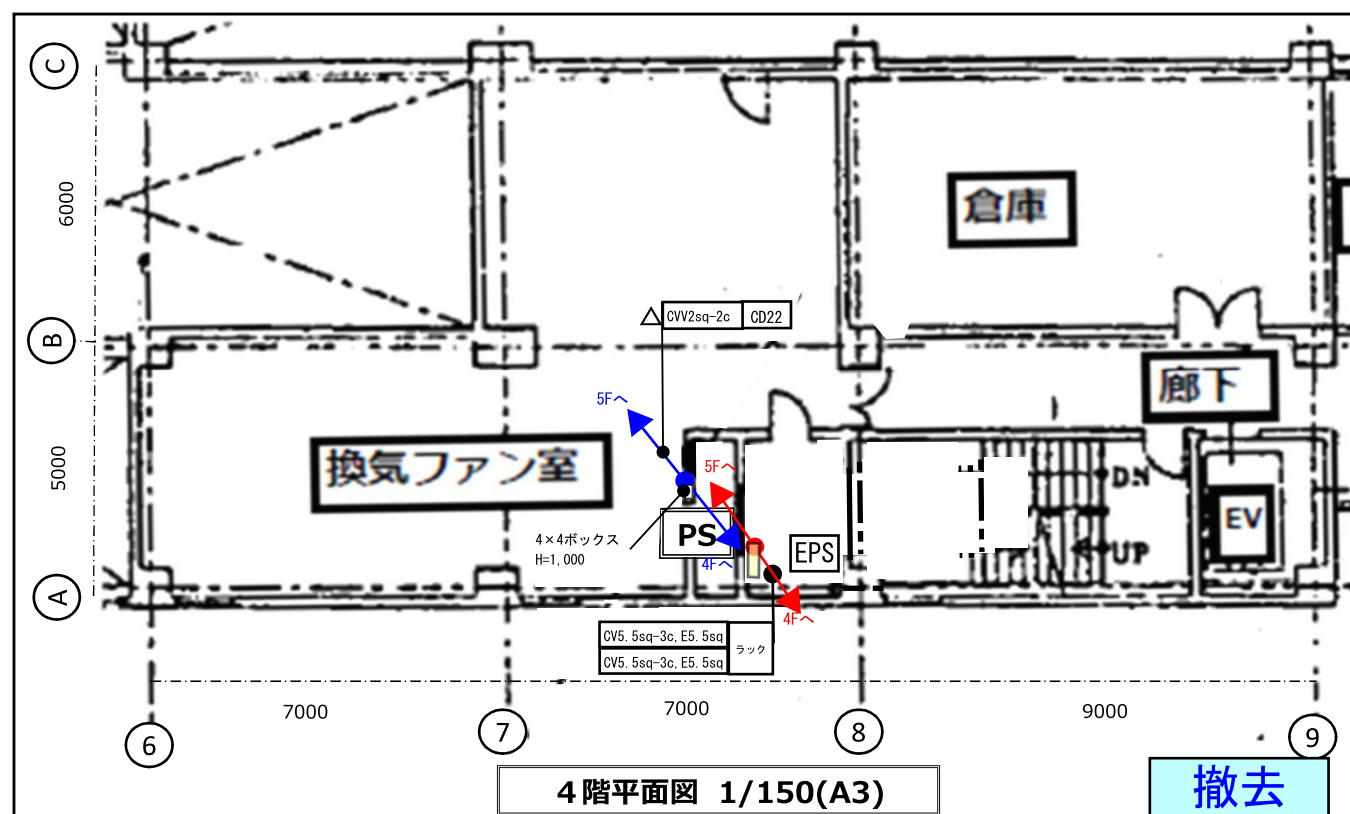 C
6000
倉庫
B
CVV2sq-2c CD22
廊下
5Fへ
5000
換気ファン室
5Fへ
DN
PS
EV
4×4ボックス
H=1,000
4Fへ
EPS
UP
A
4Fへ
CV5.5sq-3c,E5.5sq
CV5.5sq-3c,E5.5sq
ラック
7000
7000
9000
6
7
8
9
4階平面図 1/150(A3)
撤去